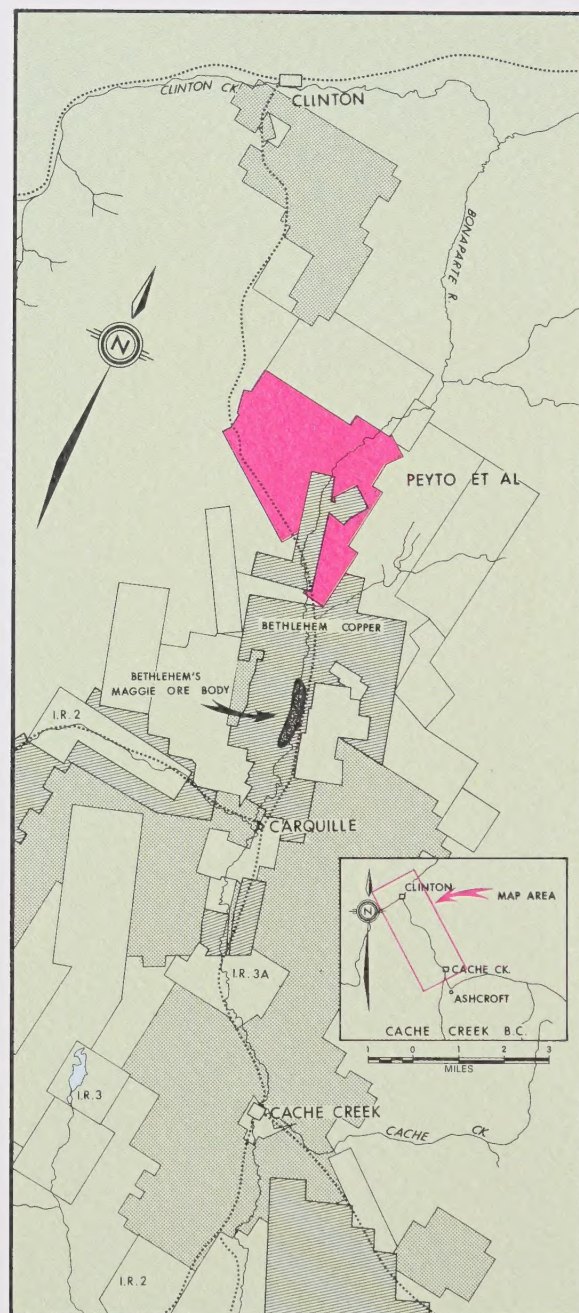 CLINTON CK.
CLINTON
BONAPARTE R.
N
PEYTO ET AL
BETHLEHEM COPPER
BETHLEHEM'S
MAGGIE ORE BODY
I.R. 2
CARQUILLE
I.R. 3A
I.R. 3
CACHE CREEK
CACHE CK
I.R. 2
CLINTON
MAP AREA
N
CACHE CK.
ASHCROFT
CACHE CREEK B.C.
1 0 1 2 3
MILES